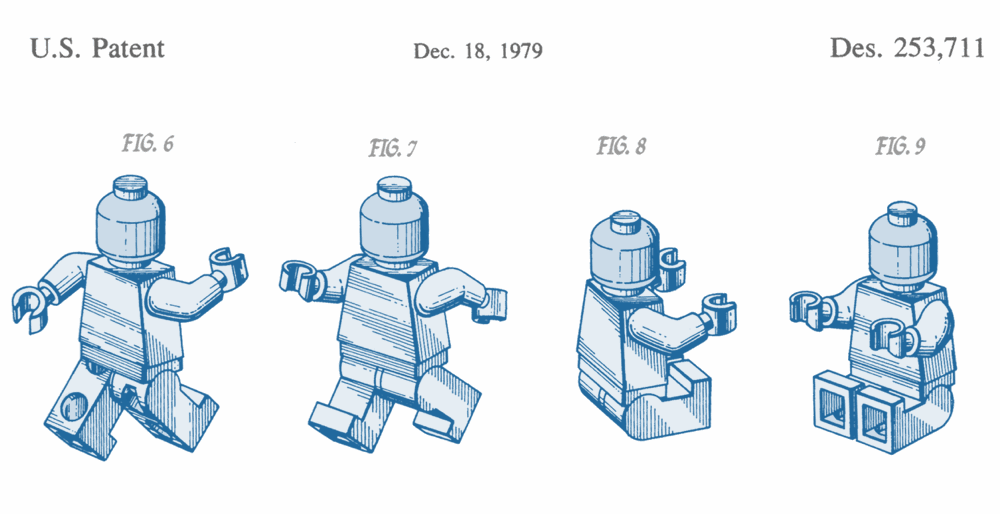 U.S. Patent Dec. 18, 1979 Des. 253,711
FIG. 6 FIG. 7 FIG. 8 FIG. 9